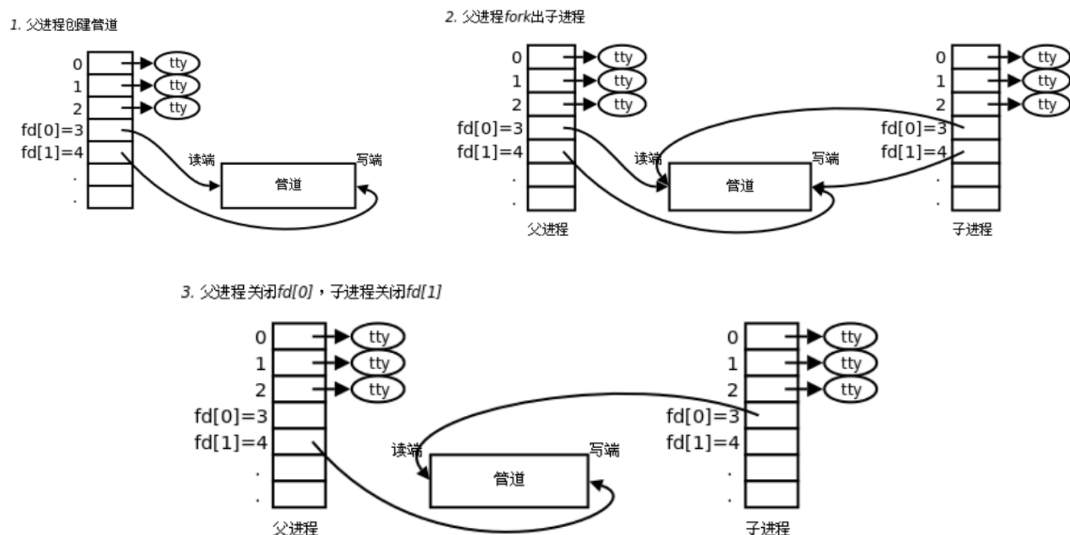 1. 父进程创建管道
0 tty
1 tty
2 tty
fd[0]=3
fd[1]=4
.
.
读端 写端
管道
2. 父进程fork出子进程
0 tty
1 tty
2 tty
fd[0]=3
fd[1]=4
.
.
父进程
读端 写端
管道
0 tty
1 tty
2 tty
fd[0]=3
fd[1]=4
.
.
子进程
3. 父进程关闭fd[0]，子进程关闭fd[1]
0 tty
1 tty
2 tty
fd[0]=3
fd[1]=4
.
.
父进程
读端 写端
管道
0 tty
1 tty
2 tty
fd[0]=3
fd[1]=4
.
.
子进程